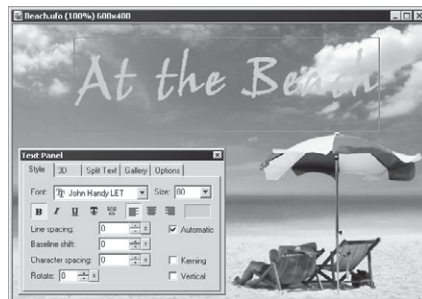 Beach.ufo (100%) 600x400
At the Beach
Text Panel
Style 3D Split Text Gallery Options
Font: John Handy LET Size:
B I U T
Line spacing: 0 Automatic
Baseline shift: 0
Character spacing: 0 Kerning
Rotate: 0 Vertical